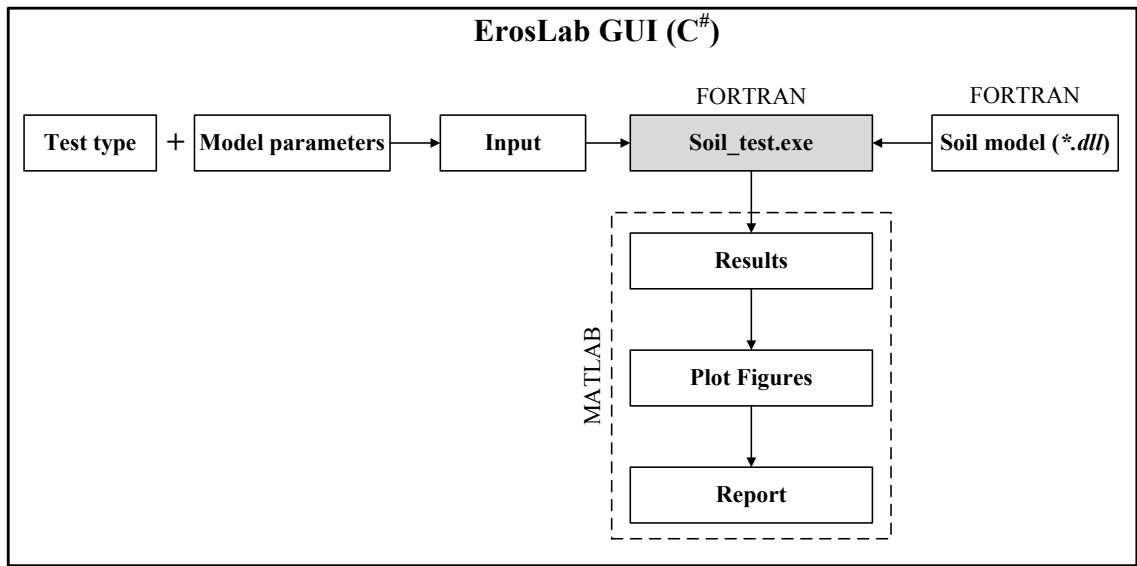 ErosLab GUI (C#)
FORTRAN
FORTRAN
Test type
+
Model parameters
Input
Soil_test.exe
Soil model (*.dll)
Results
MATLAB
Plot Figures
Report